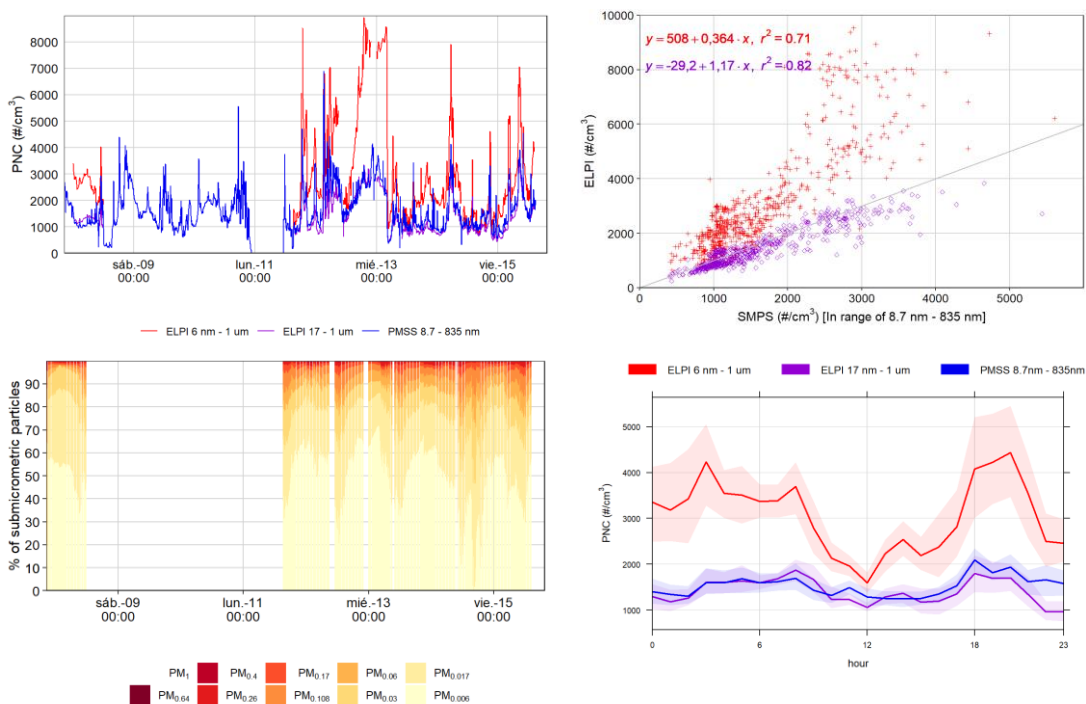 PNC (#/cm³)
8000
7000
6000
5000
4000
3000
2000
1000
0
sáb.-09
00:00
lun.-11
00:00
mié.-13
00:00
vie.-15
00:00
ELPI 6 nm - 1 um
ELPI 17 - 1 um
PMSS 8.7 - 835 nm
ELPI (#/cm³)
10000
8000
6000
4000
2000
0
y = 508 + 0,364 · x, r² = 0.71
y = -29,2 + 1,17 · x, r² = 0.82
0
1000
2000
3000
4000
5000
SMPS (#/cm³) [In range of 8.7 nm - 835 nm]
% of submicrometric particles
90
80
70
60
50
40
30
20
10
0
sáb.-09
00:00
lun.-11
00:00
mié.-13
00:00
vie.-15
00:00
PM₁
PM₀.₄
PM₀.₁₇
PM₀.₀₆
PM₀.₀₁₇
PM₀.₆₄
PM₀.₂₆
PM₀.₁₀₈
PM₀.₀₃
PM₀.₀₀₆
ELPI 6 nm - 1 um
ELPI 17 nm - 1 um
PMSS 8.7nm - 835nm
PNC (#/cm³)
5000
4000
3000
2000
1000
0
6
12
18
23
hour